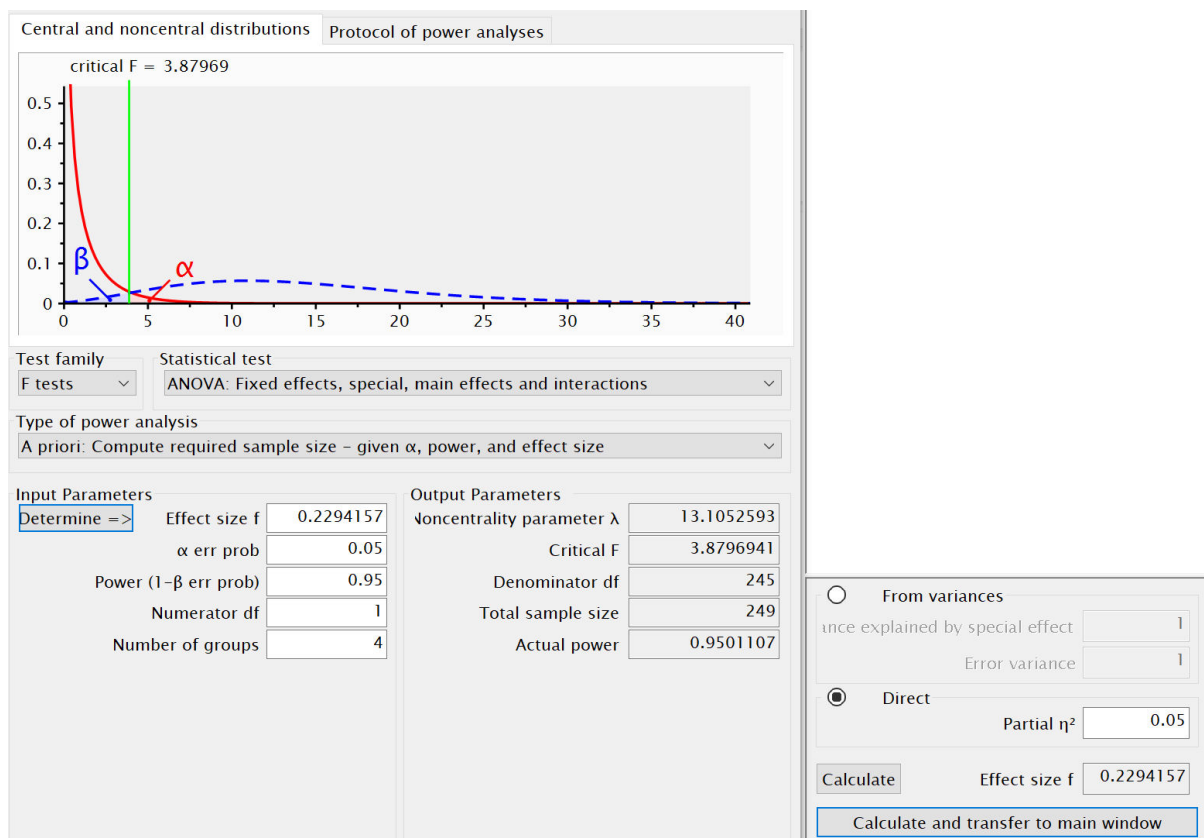 Central and noncentral distributions
Protocol of power analyses
critical F = 3.87969
0.5
0.4
0.3
0.2
0.1
0
β
α
0 5 10 15 20 25 30 35 40
Test family
Statistical test
F tests
ANOVA: Fixed effects, special, main effects and interactions
Type of power analysis
A priori: Compute required sample size – given α, power, and effect size
Input Parameters
Determine =>
Effect size f 0.2294157
α err prob 0.05
Power (1-β err prob) 0.95
Numerator df 1
Number of groups 4
Output Parameters
Noncentrality parameter λ 13.1052593
Critical F 3.8796941
Denominator df 245
Total sample size 249
Actual power 0.9501107
From variances
ance explained by special effect 1
Error variance 1
Direct
Partial η² 0.05
Calculate
Effect size f 0.2294157
Calculate and transfer to main window